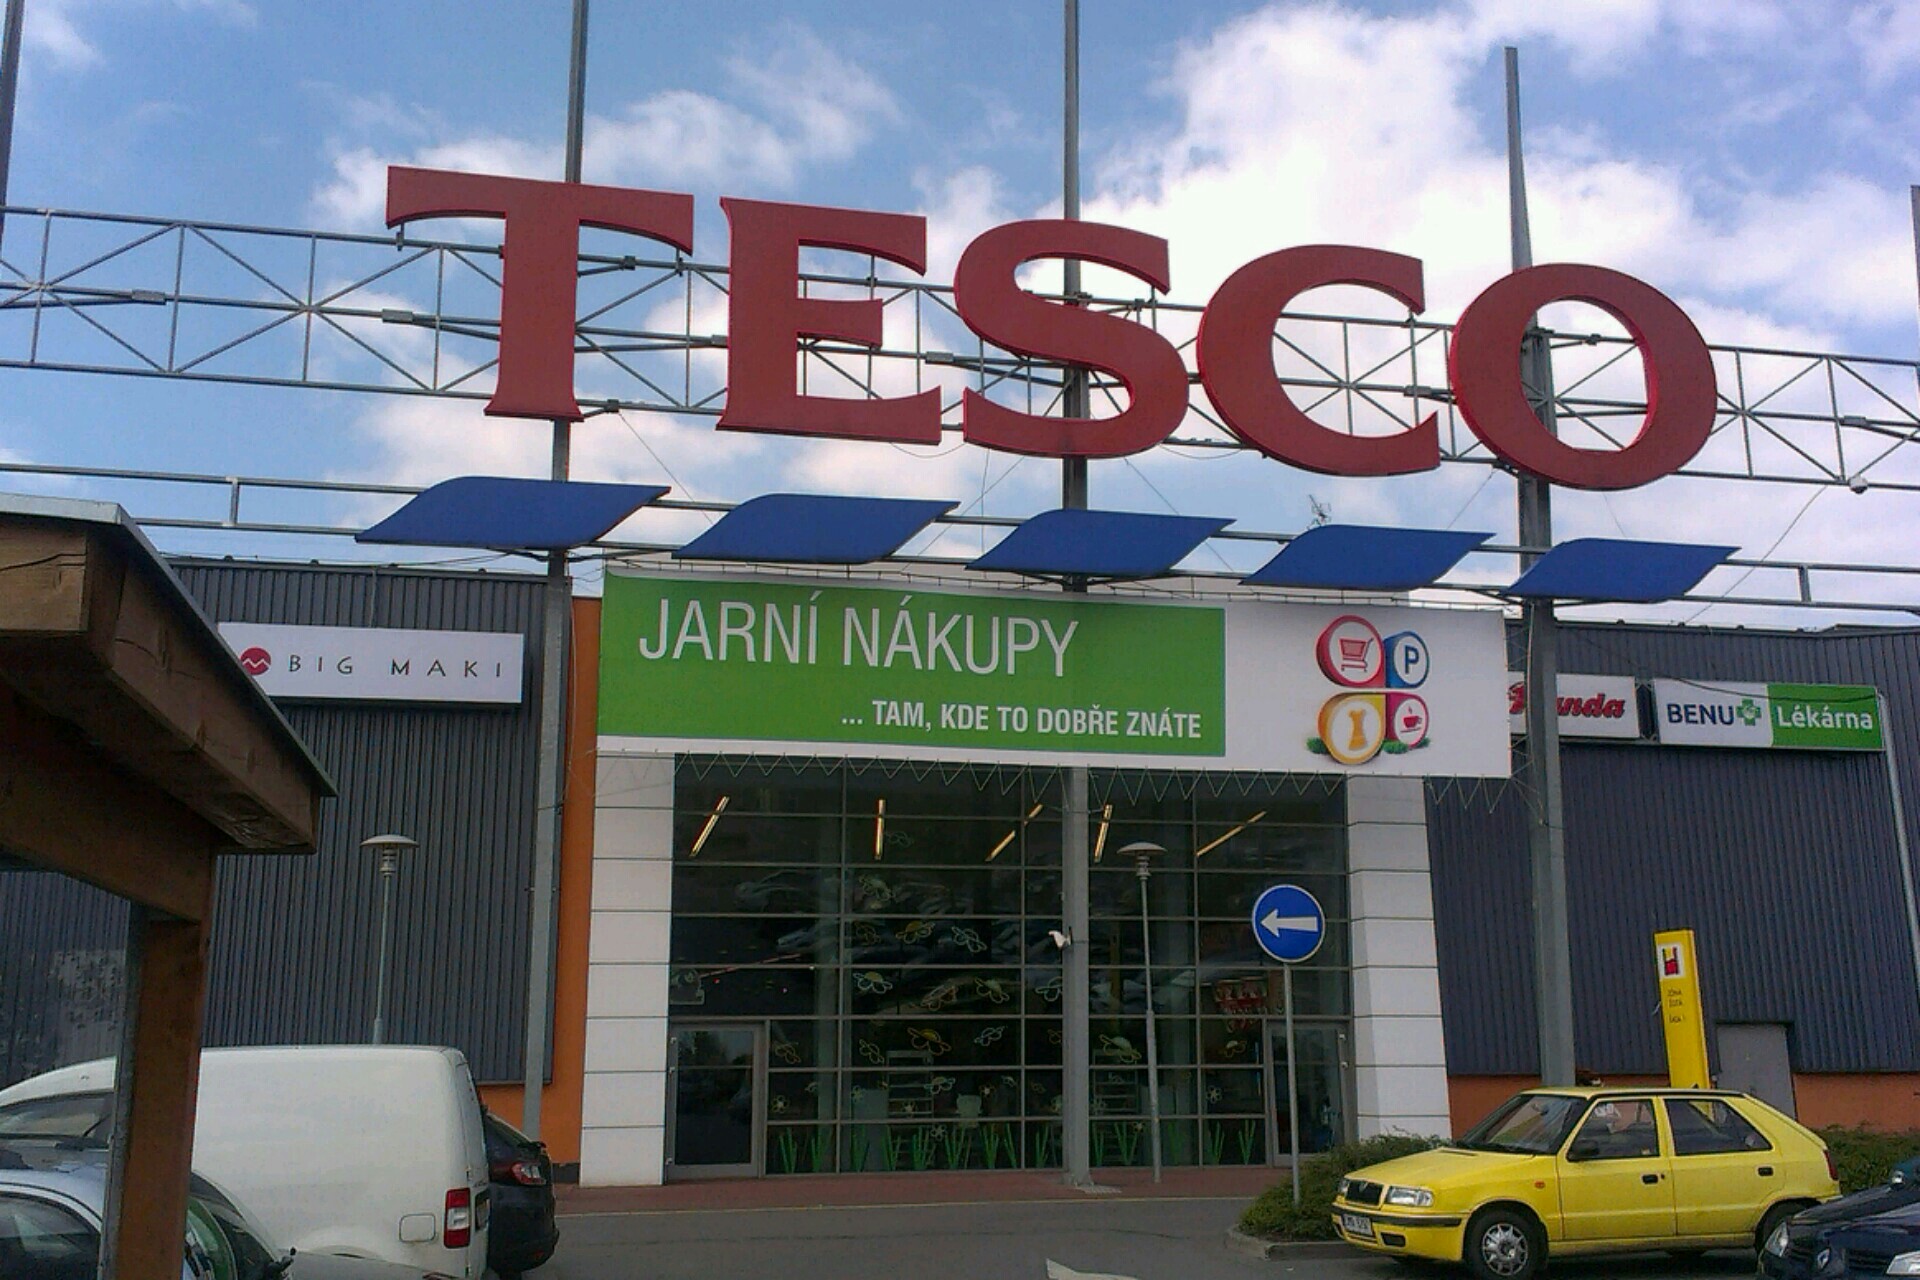 TESCO
BIG MAKI
JARNÍ NÁKUPY
... TAM, KDE TO DOBŘE ZNÁTE
P
BENU Lékárna